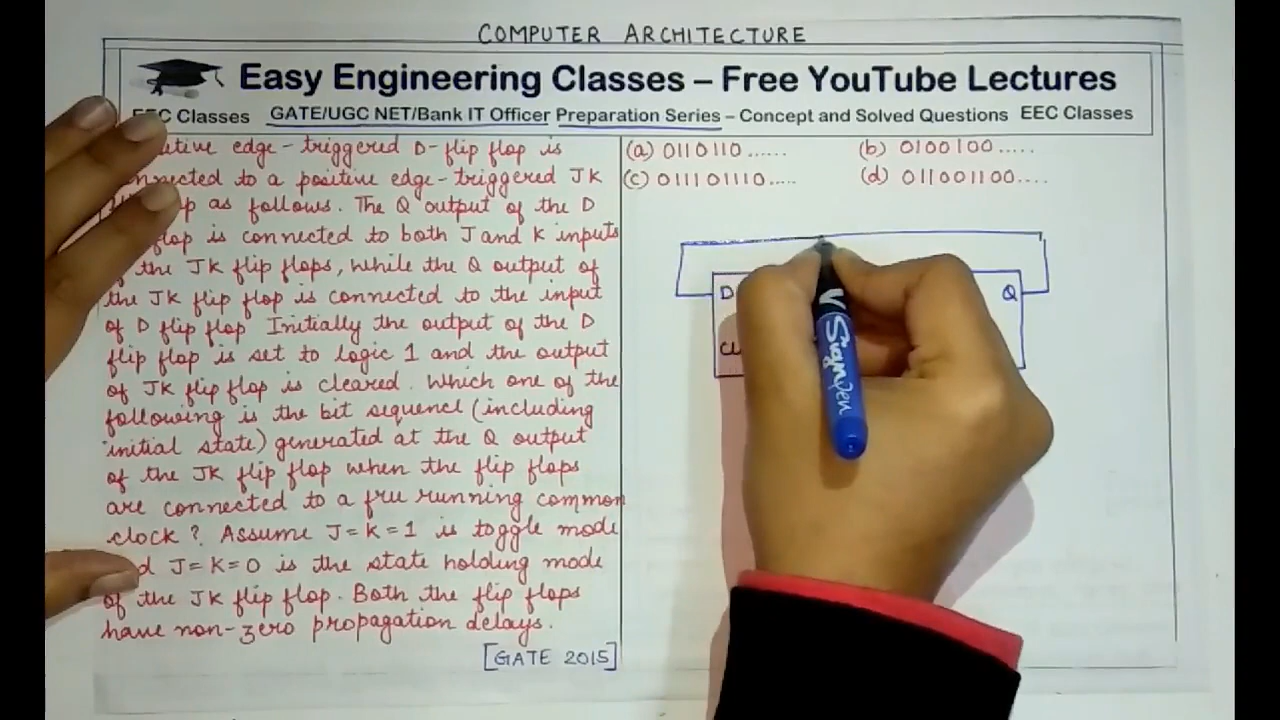 COMPUTER ARCHITECTURE
Easy Engineering Classes – Free YouTube Lectures
EEC Classes GATE/UGC NET/Bank IT Officer Preparation Series – Concept and Solved Questions EEC Classes
edge-triggered D-flip flop is
to a positive edge-triggered JK
as follows. The Q output of the D
flop is connected to both J and K inputs
the JK flip flops, while the Q output of
the JK flip flop is connected to the input
of D flip flop Initially the output of the D
flip flop is set to logic 1 and the output
of JK flip flop is cleared. Which one of the
following is the bit sequence (including
initial state) generated at the Q output
of the JK flip flop when the flip flops
are connected to a free running common
clock? Assume J=K=1 is toggle mode
J=K=0 is the state holding mode
of the JK flip flop. Both the flip flops
have non-zero propagation delays.
[GATE 2015]
(a) 0110110...... (b) 0100100.....
(c) 011101110..... (d) 011001100....
D Q